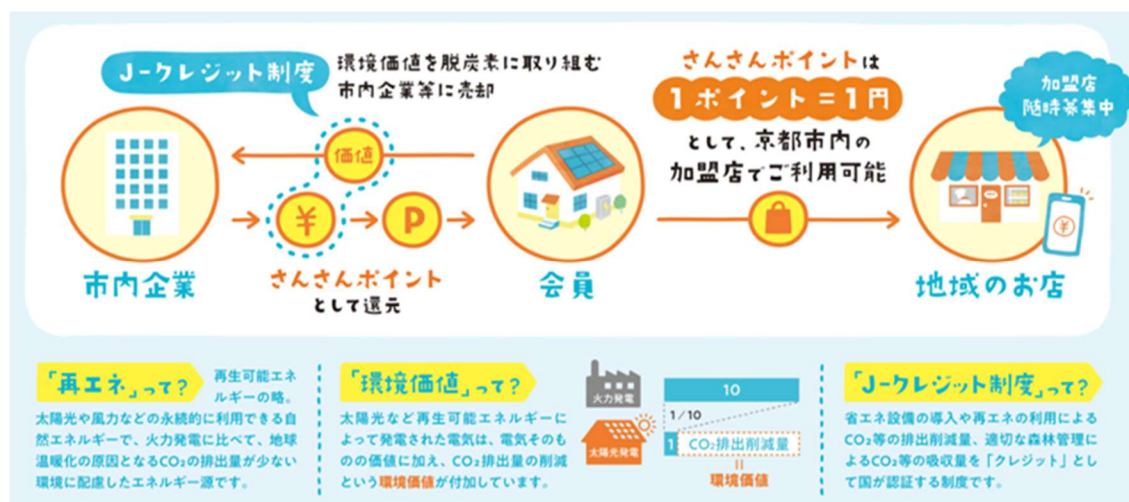 J-クレジット制度
環境価値を脱炭素に取り組む
市内企業等に売却
価値
¥
P
市内企業
さんさんポイント
として還元
会員
さんさんポイントは
1ポイント=1円
として、京都市内の
加盟店でご利用可能
加盟店
随時募集中
¥
地域のお店
「再エネ」って?
再生可能エネ
ルギーの略。
太陽光や風力などの永続的に利用できる自
然エネルギーで、火力発電に比べて、地球
温暖化の原因となるCO₂の排出量が少ない
環境に配慮したエネルギー源です。
「環境価値」って?
太陽光など再生可能エネルギーに
よって発電された電気は、電気そのも
のの価値に加え、CO₂排出量の削減
という環境価値が付加しています。
火力発電
10
1/10
太陽光発電
1
CO₂排出削減量
=
環境価値
「J-クレジット制度」って?
省エネ設備の導入や再エネの利用による
CO₂等の排出削減量、適切な森林管理に
よるCO₂等の吸収量を「クレジット」とし
て国が認証する制度です。